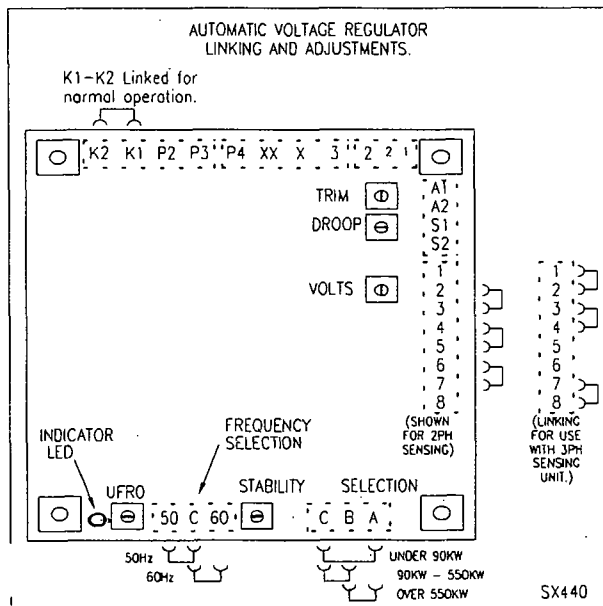 AUTOMATIC VOLTAGE REGULATOR
LINKING AND ADJUSTMENTS.
K1-K2 Linked for
normal operation.
K2 K1 P2 P3 P4 XX X 3 2 2 1
TRIM
DROOP
VOLTS
A1
A2
S1
S2
1
2
3
4
5
6
7
8
(SHOWN
FOR 2PH
SENSING)
1
2
3
4
5
6
7
8
(LINKING
FOR USE
WITH 3PH
SENSING
UNIT.)
INDICATOR
LED
FREQUENCY
SELECTION
UFRO
50 C 60
STABILITY
SELECTION
C B A
50Hz
60Hz
UNDER 90KW
90KW - 550KW
OVER 550KW
SX440